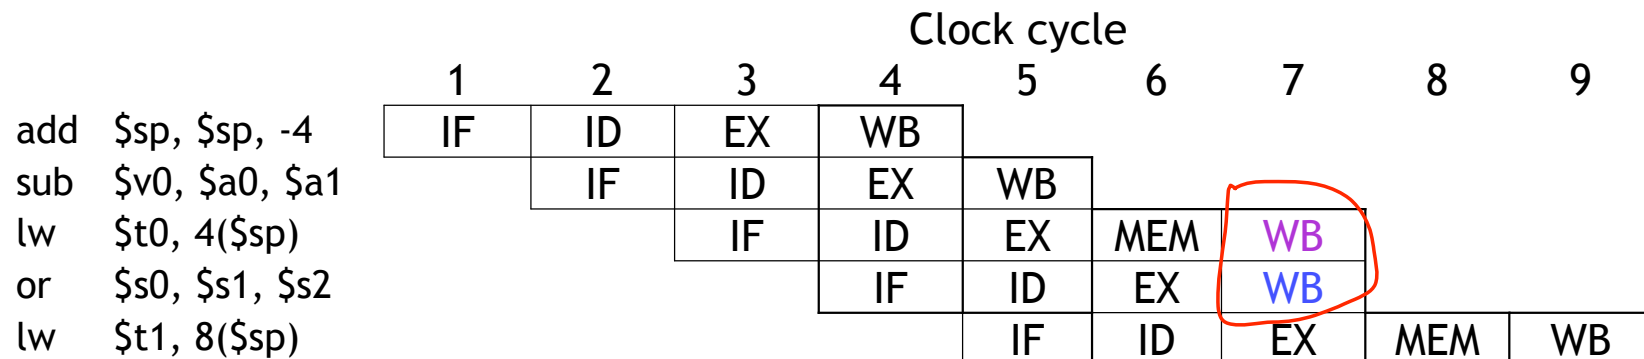 Clock cycle
1 2 3 4 5 6 7 8 9
add $sp, $sp, -4 IF ID EX WB
sub $v0, $a0, $a1 IF ID EX WB
lw $t0, 4($sp) IF ID EX MEM WB
or $s0, $s1, $s2 IF ID EX WB
lw $t1, 8($sp) IF ID EX MEM WB